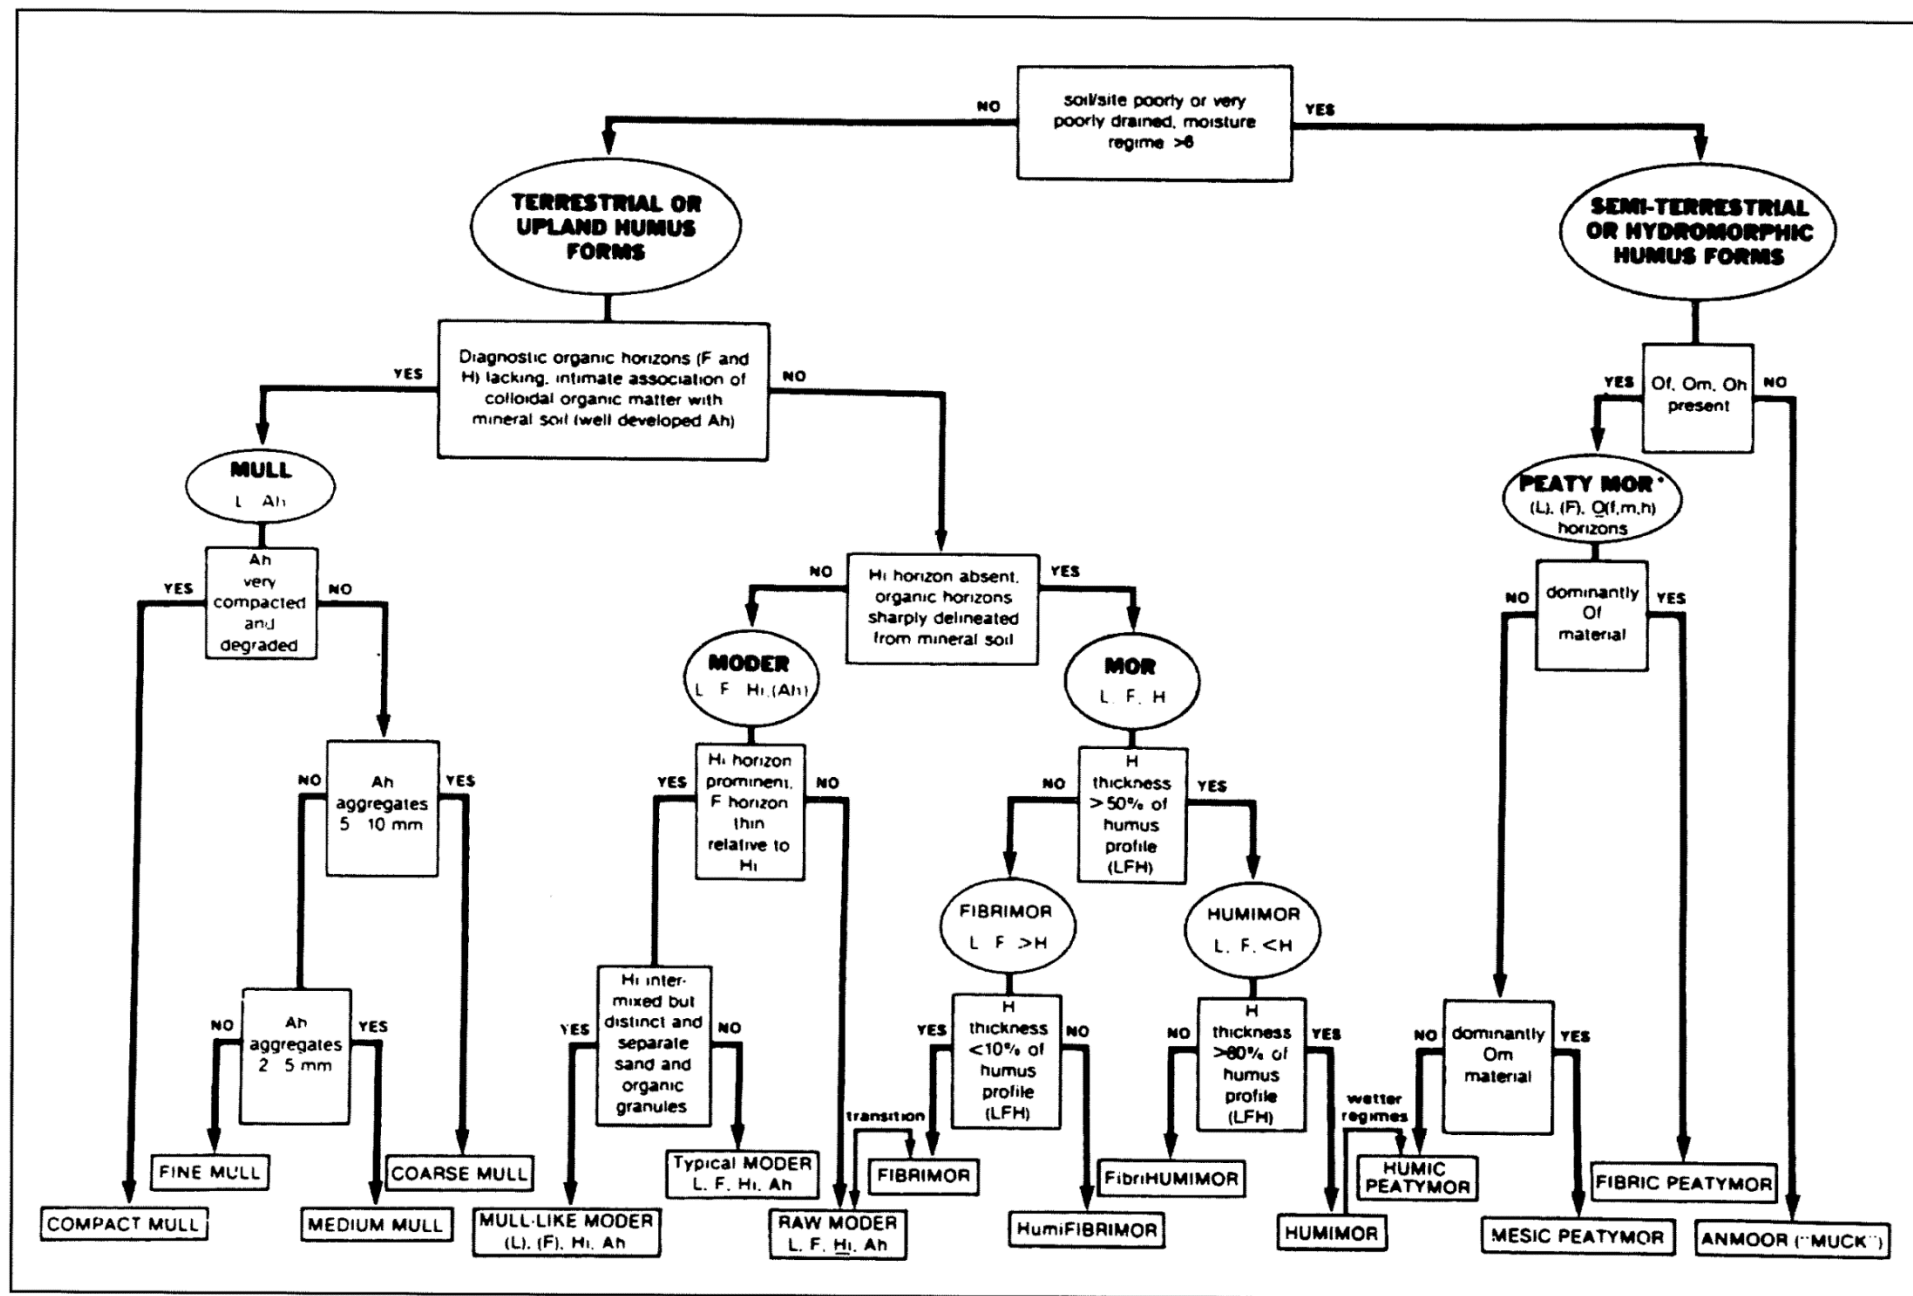 soil/site poorly or very
poorly drained, moisture
regime >6
NO
YES
TERRESTRIAL OR
UPLAND HUMUS
FORMS
SEMI-TERRESTRIAL
OR HYDROMORPHIC
HUMUS FORMS
Diagnostic organic horizons (F and
H) lacking, intimate association of
colloidal organic matter with
mineral soil (well developed Ah)
YES
NO
Of, Om, Oh
present
YES
NO
MULL
L Ah
PEATY MOR*
(L), (F), O(f,m,h)
horizons
Ah
very
compacted
and
degraded
YES
NO
Hi horizon absent,
organic horizons
sharply delineated
from mineral soil
NO
YES
dominantly
Of
material
NO
YES
MODER
L F Hi, (Ah)
MOR
L, F, H
Ah
aggregates
5 10 mm
NO
YES
Hi horizon
prominent,
F horizon
thin
relative to
Hi
YES
NO
H
thickness
>50% of
humus
profile
(LFH)
NO
YES
FIBRIMOR
L F >H
HUMIMOR
L, F, <H
Ah
aggregates
2 5 mm
NO
YES
Hi inter-
mixed but
distinct and
separate
sand and
organic
granules
YES
NO
H
thickness
<10% of
humus
profile
(LFH)
YES
NO
H
thickness
>80% of
humus
profile
(LFH)
NO
YES
dominantly
Om
material
NO
YES
transition
wetter
regimes
FINE MULL
COARSE MULL
Typical MODER
L, F, Hi, Ah
FIBRIMOR
FibriHUMIMOR
HUMIC
PEATYMOR
FIBRIC PEATYMOR
COMPACT MULL
MEDIUM MULL
MULL-LIKE MODER
(L), (F), Hi, Ah
RAW MODER
L, F, Hi, Ah
HumiFIBRIMOR
HUMIMOR
MESIC PEATYMOR
ANMOOR ("MUCK")